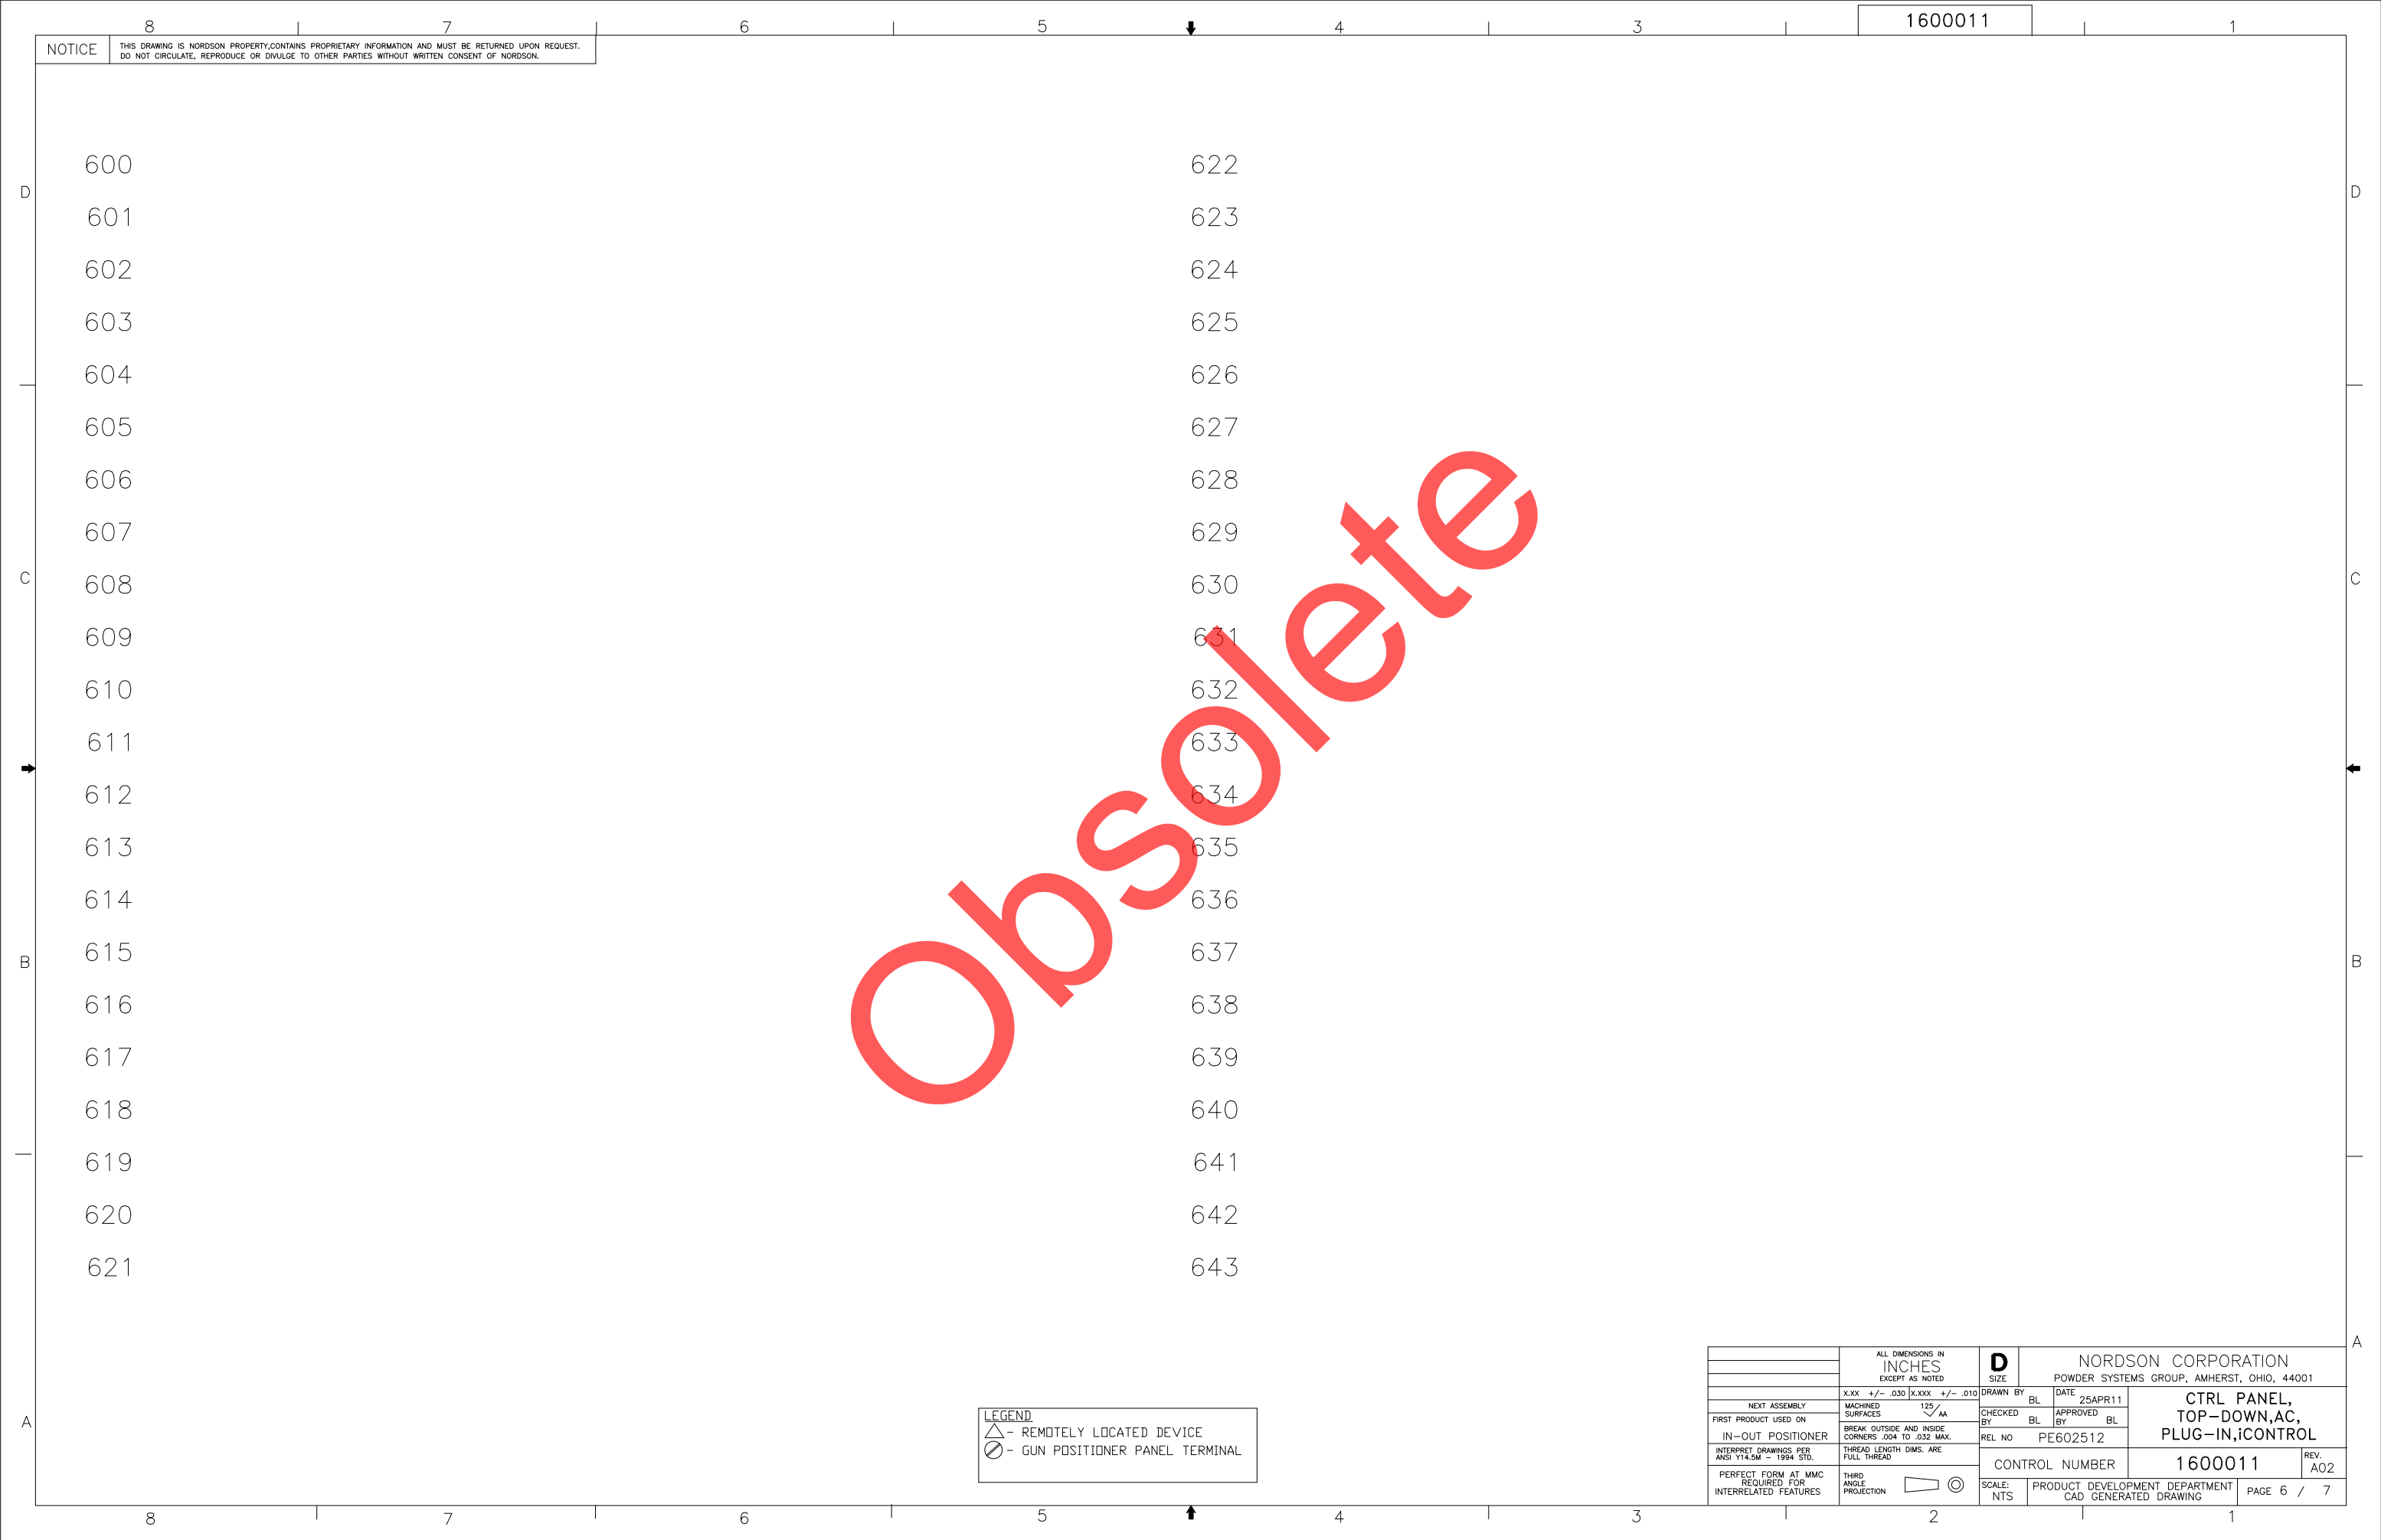 8 7 6 5 4 3 1600011 1
NOTICE
THIS DRAWING IS NORDSON PROPERTY,CONTAINS PROPRIETARY INFORMATION AND MUST BE RETURNED UPON REQUEST.
DO NOT CIRCULATE, REPRODUCE OR DIVULGE TO OTHER PARTIES WITHOUT WRITTEN CONSENT OF NORDSON.
600 622
D D
601 623
602 624
603 625
604 626
605 627
606 628
607 629
C C
608 630
609 631
610 632
611 633
612 634
613 635
614 636
615 637
B B
616 638
617 639
618 640
619 641
620 642
621 643
Obsolete
A A
LEGEND
- REMOTELY LOCATED DEVICE
- GUN POSITIONER PANEL TERMINAL
NEXT ASSEMBLY
FIRST PRODUCT USED ON
IN-OUT POSITIONER
INTERPRET DRAWINGS PER
ANSI Y14.5M - 1994 STD.
PERFECT FORM AT MMC
REQUIRED FOR
INTERRELATED FEATURES
ALL DIMENSIONS IN
INCHES
EXCEPT AS NOTED
X.XX +/- .030 X.XXX +/- .010
MACHINED
SURFACES
125/ AA
BREAK OUTSIDE AND INSIDE
CORNERS .004 TO .032 MAX.
THREAD LENGTH DIMS. ARE
FULL THREAD
THIRD
ANGLE
PROJECTION
D
SIZE
NORDSON CORPORATION
POWDER SYSTEMS GROUP, AMHERST, OHIO, 44001
DRAWN BY BL
DATE 25APR11
CHECKED BY BL
APPROVED BY BL
REL NO PE602512
CTRL PANEL,
TOP-DOWN,AC,
PLUG-IN,iCONTROL
CONTROL NUMBER 1600011
REV. A02
SCALE: NTS
PRODUCT DEVELOPMENT DEPARTMENT
CAD GENERATED DRAWING
PAGE 6 / 7
8 7 6 5 4 3 2 1